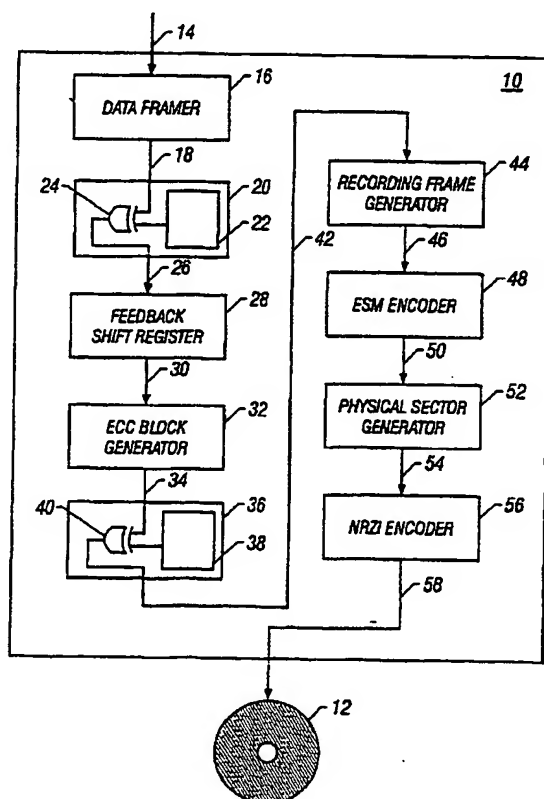 14
10
16
DATA FRAMER
18
24
20
22
26
28
FEEDBACK
SHIFT REGISTER
30
32
ECC BLOCK
GENERATOR
34
40
36
38
42
44
RECORDING FRAME
GENERATOR
46
48
ESM ENCODER
50
52
PHYSICAL SECTOR
GENERATOR
54
56
NRZI ENCODER
58
12